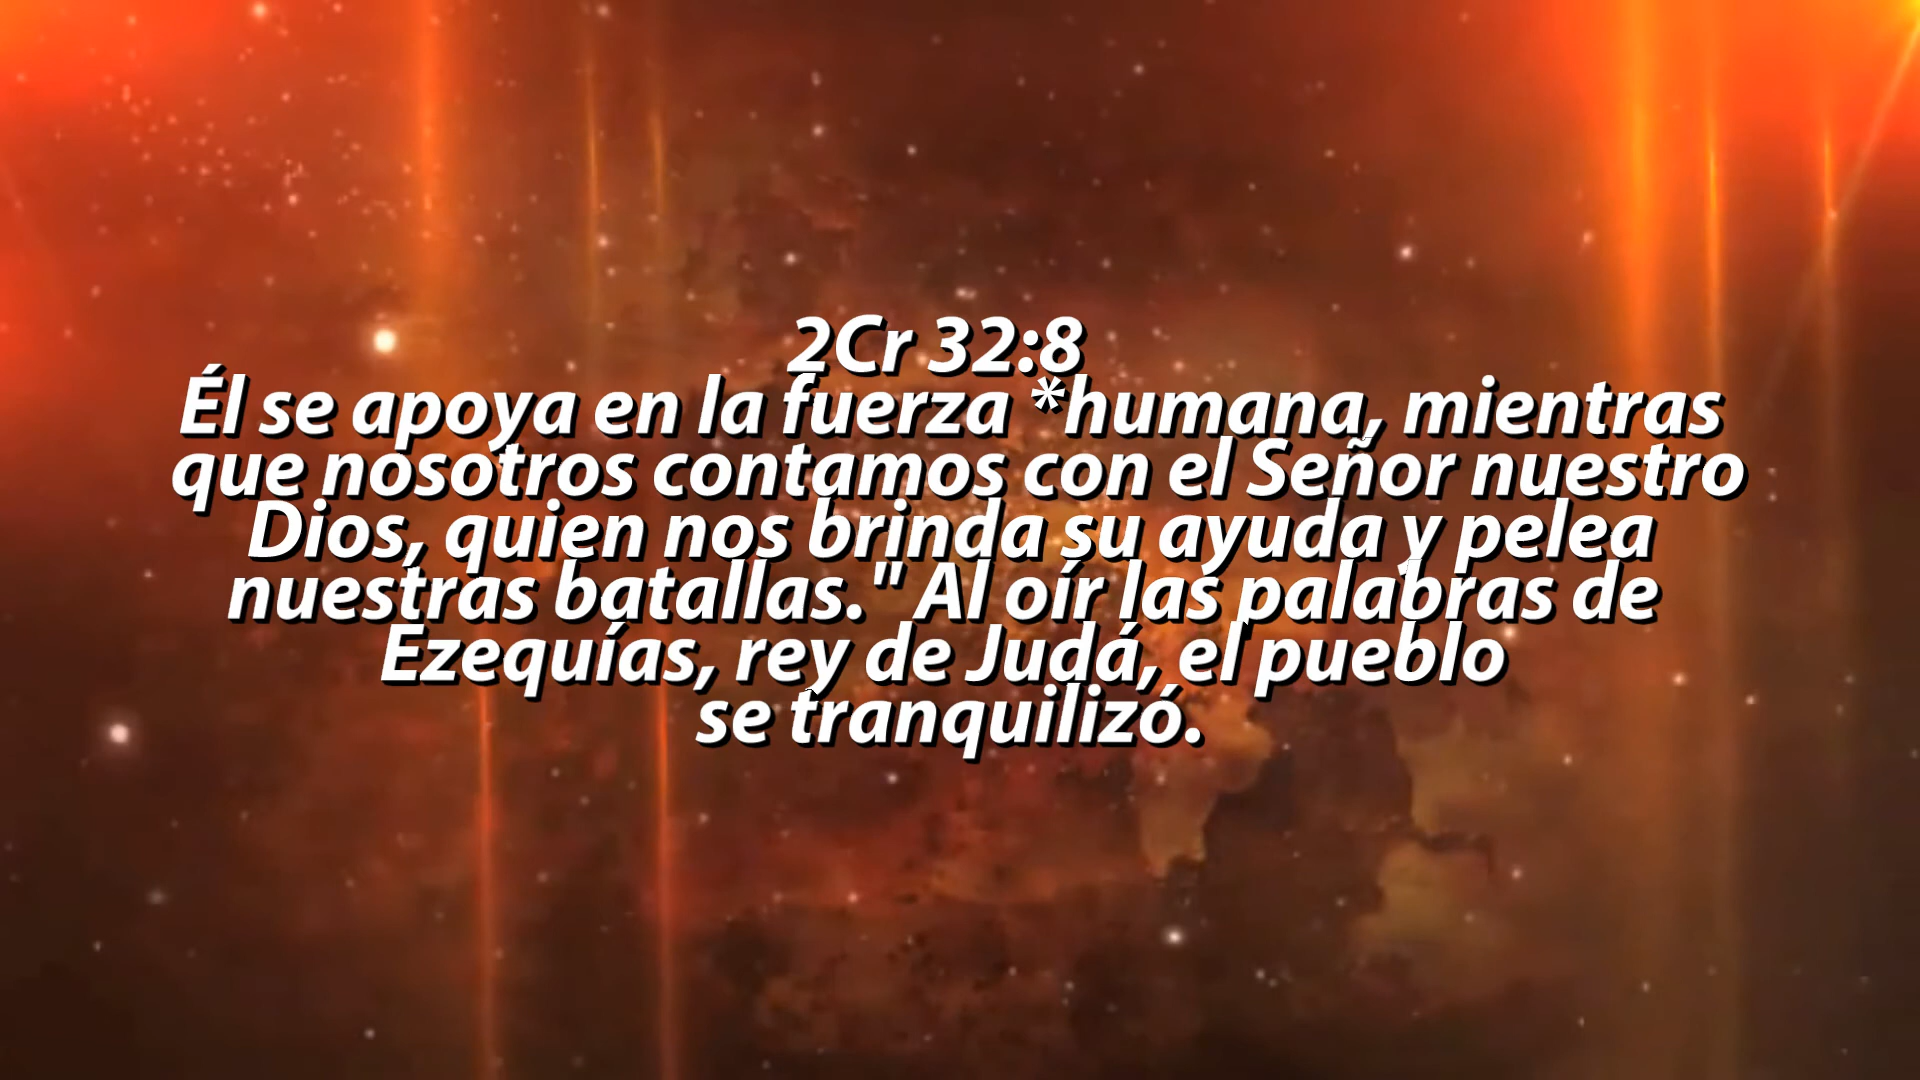 2Cr 32:8
Él se apoya en la fuerza *humana, mientras
que nosotros contamos con el Señor nuestro
Dios, quien nos brinda su ayuda y pelea
nuestras batallas." Al oír las palabras de
Ezequías, rey de Judá, el pueblo
se tranquilizó.